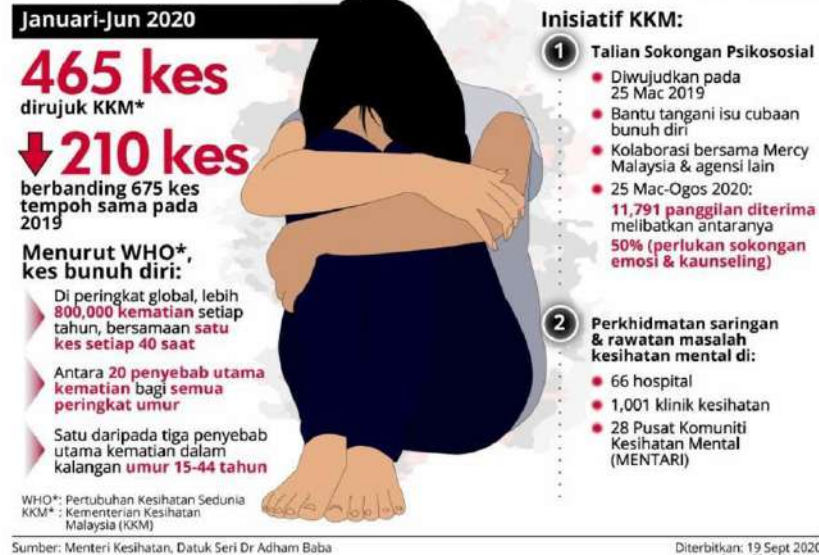 Januari-Jun 2020
465 kes
dirujuk KKM*
210 kes
berbanding 675 kes
tempoh sama pada
2019
Menurut WHO*,
kes bunuh diri:
Di peringkat global, lebih
800,000 kematian setiap
tahun, bersamaan satu
kes setiap 40 saat
Antara 20 penyebab utama
kematian bagi semua
peringkat umur
Satu daripada tiga penyebab
utama kematian dalam
kalangan umur 15-44 tahun
WHO*: Pertubuhan Kesihatan Sedunia
KKM* : Kementerian Kesihatan
Malaysia (KKM)
Inisiatif KKM:
1 Talian Sokongan Psikososial
Diwujudkan pada
25 Mac 2019
Bantu tangani isu cubaan
bunuh diri
Kolaborasi bersama Mercy
Malaysia & agensi lain
25 Mac-Ogos 2020:
11,791 panggilan diterima
melibatkan antaranya
50% (perlukan sokongan
emosi & kaunseling)
2 Perkhidmatan saringan
& rawatan masalah
kesihatan mental di:
66 hospital
1,001 klinik kesihatan
28 Pusat Komuniti
Kesihatan Mental
(MENTARI)
Sumber: Menteri Kesihatan, Datuk Seri Dr Adham Baba
Diterbitkan: 19 Sept 2020